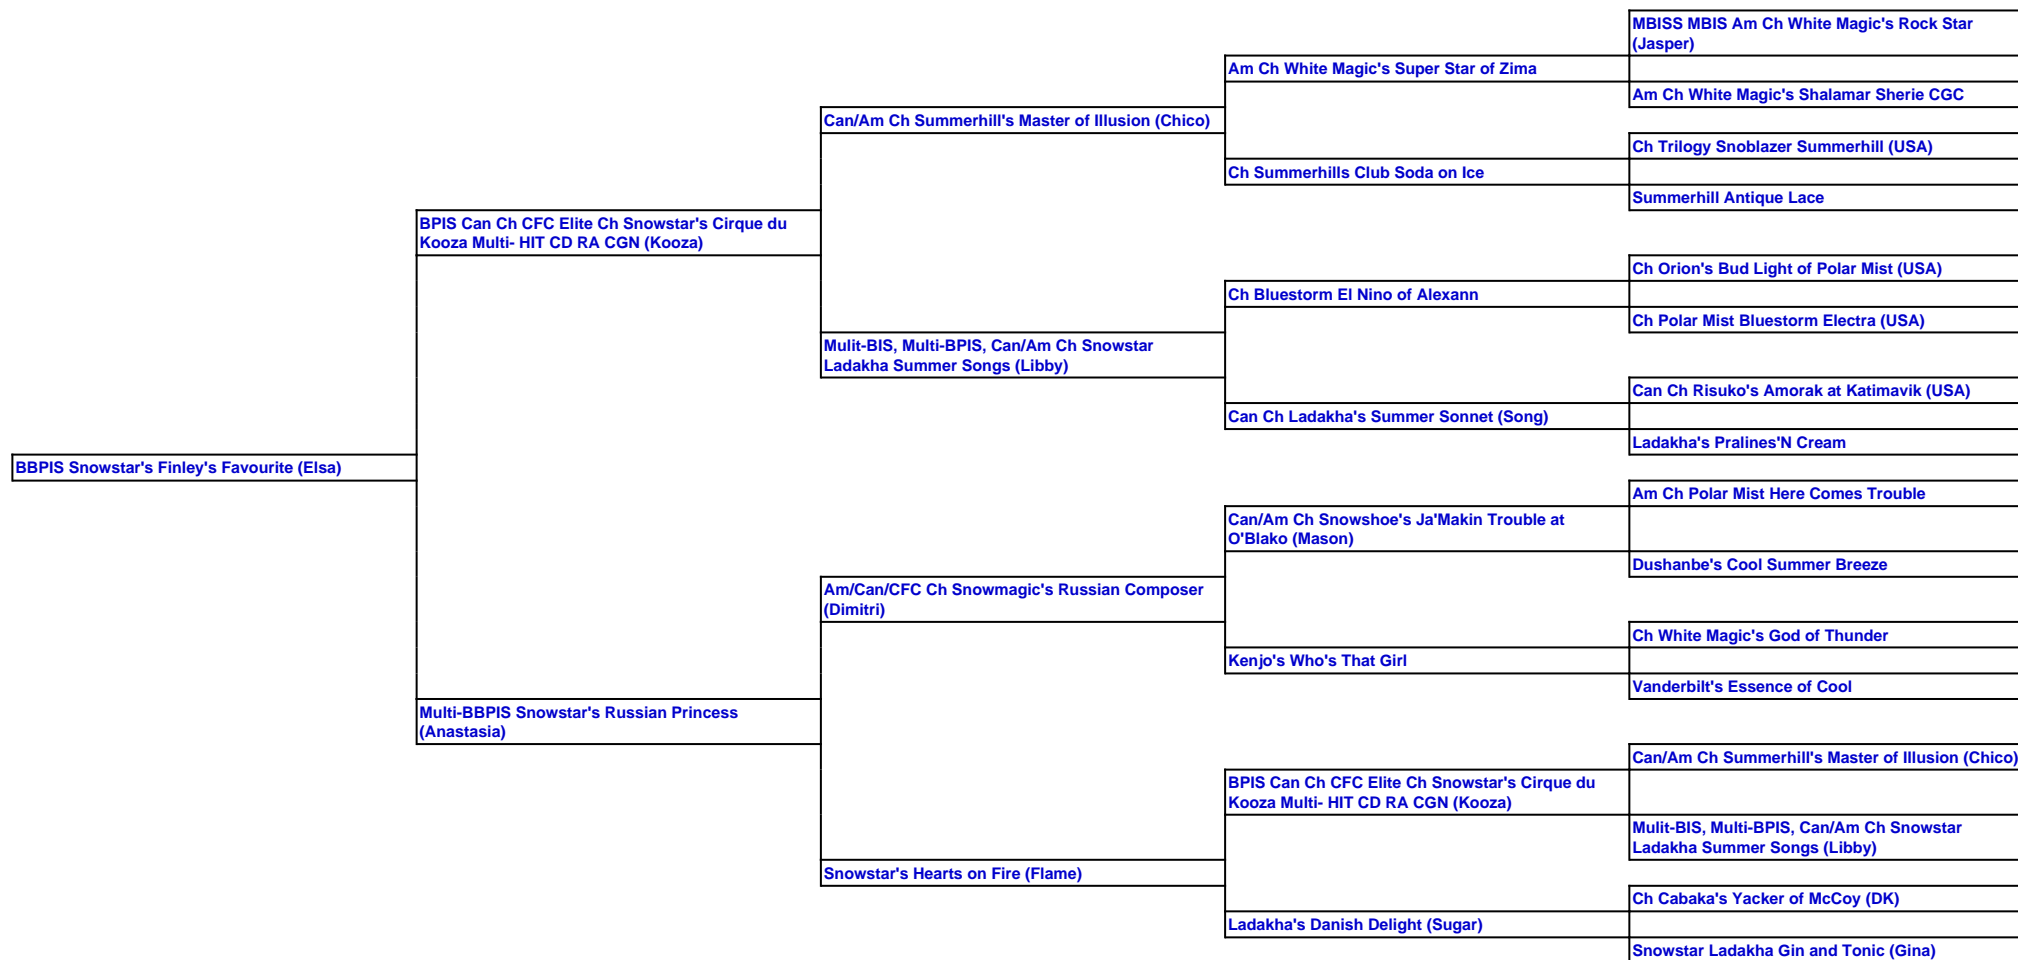 MBISS MBIS Am Ch White Magic's Rock Star
(Jasper)
Am Ch White Magic's Super Star of Zima
Am Ch White Magic's Shalamar Sherie CGC
Can/Am Ch Summerhill's Master of Illusion (Chico)
Ch Trilogy Snoblazer Summerhill (USA)
Ch Summerhills Club Soda on Ice
Summerhill Antique Lace
BPIS Can Ch CFC Elite Ch Snowstar's Cirque du
Kooza Multi- HIT CD RA CGN (Kooza)
Ch Orion's Bud Light of Polar Mist (USA)
Ch Bluestorm El Nino of Alexann
Ch Polar Mist Bluestorm Electra (USA)
Mulit-BIS, Multi-BPIS, Can/Am Ch Snowstar
Ladakha Summer Songs (Libby)
Can Ch Risuko's Amorak at Katimavik (USA)
Can Ch Ladakha's Summer Sonnet (Song)
Ladakha's Pralines'N Cream
BBPIS Snowstar's Finley's Favourite (Elsa)
Am Ch Polar Mist Here Comes Trouble
Can/Am Ch Snowshoe's Ja'Makin Trouble at
O'Blako (Mason)
Dushanbe's Cool Summer Breeze
Am/Can/CFC Ch Snowmagic's Russian Composer
(Dimitri)
Ch White Magic's God of Thunder
Kenjo's Who's That Girl
Vanderbilt's Essence of Cool
Multi-BBPIS Snowstar's Russian Princess
(Anastasia)
Can/Am Ch Summerhill's Master of Illusion (Chico)
BPIS Can Ch CFC Elite Ch Snowstar's Cirque du
Kooza Multi- HIT CD RA CGN (Kooza)
Mulit-BIS, Multi-BPIS, Can/Am Ch Snowstar
Ladakha Summer Songs (Libby)
Snowstar's Hearts on Fire (Flame)
Ch Cabaka's Yacker of McCoy (DK)
Ladakha's Danish Delight (Sugar)
Snowstar Ladakha Gin and Tonic (Gina)